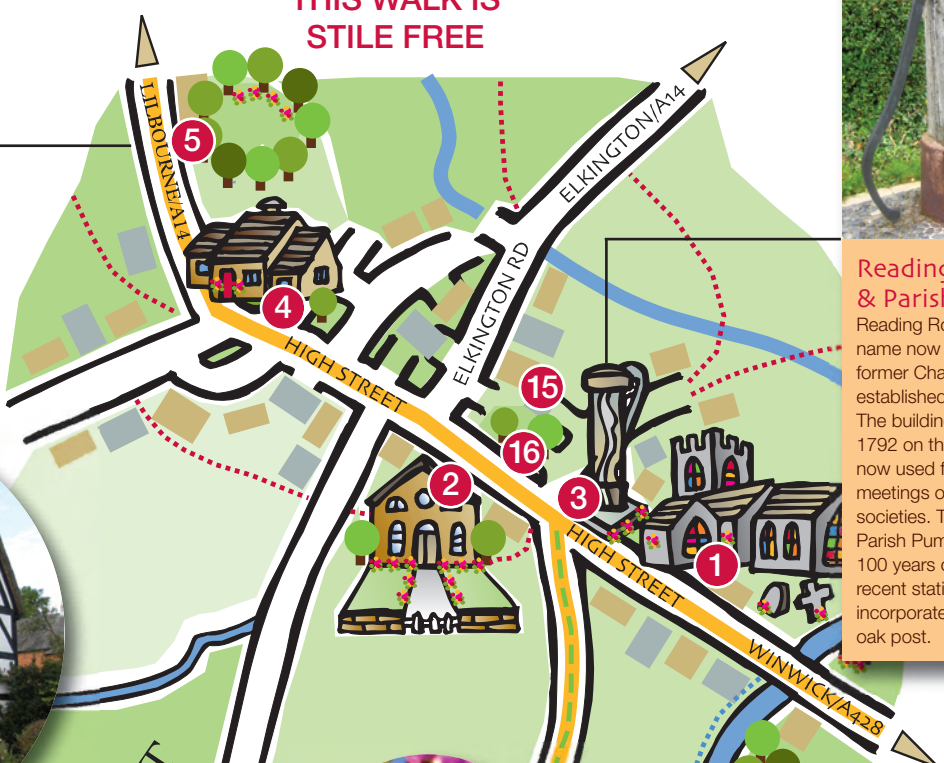 THIS WALK IS
STILE FREE
LILBOURNE/A14
5
ELKINGTON/A14
ELKINGTON RD
4
HIGH STREET
15
16
2
3
HIGH STREET
1
WINWICK/A428
Reading
& Parish
Reading Ro
name now
former Cha
established
The building
1792 on th
now used f
meetings o
societies. T
Parish Pum
100 years o
recent stati
incorporate
oak post.
T